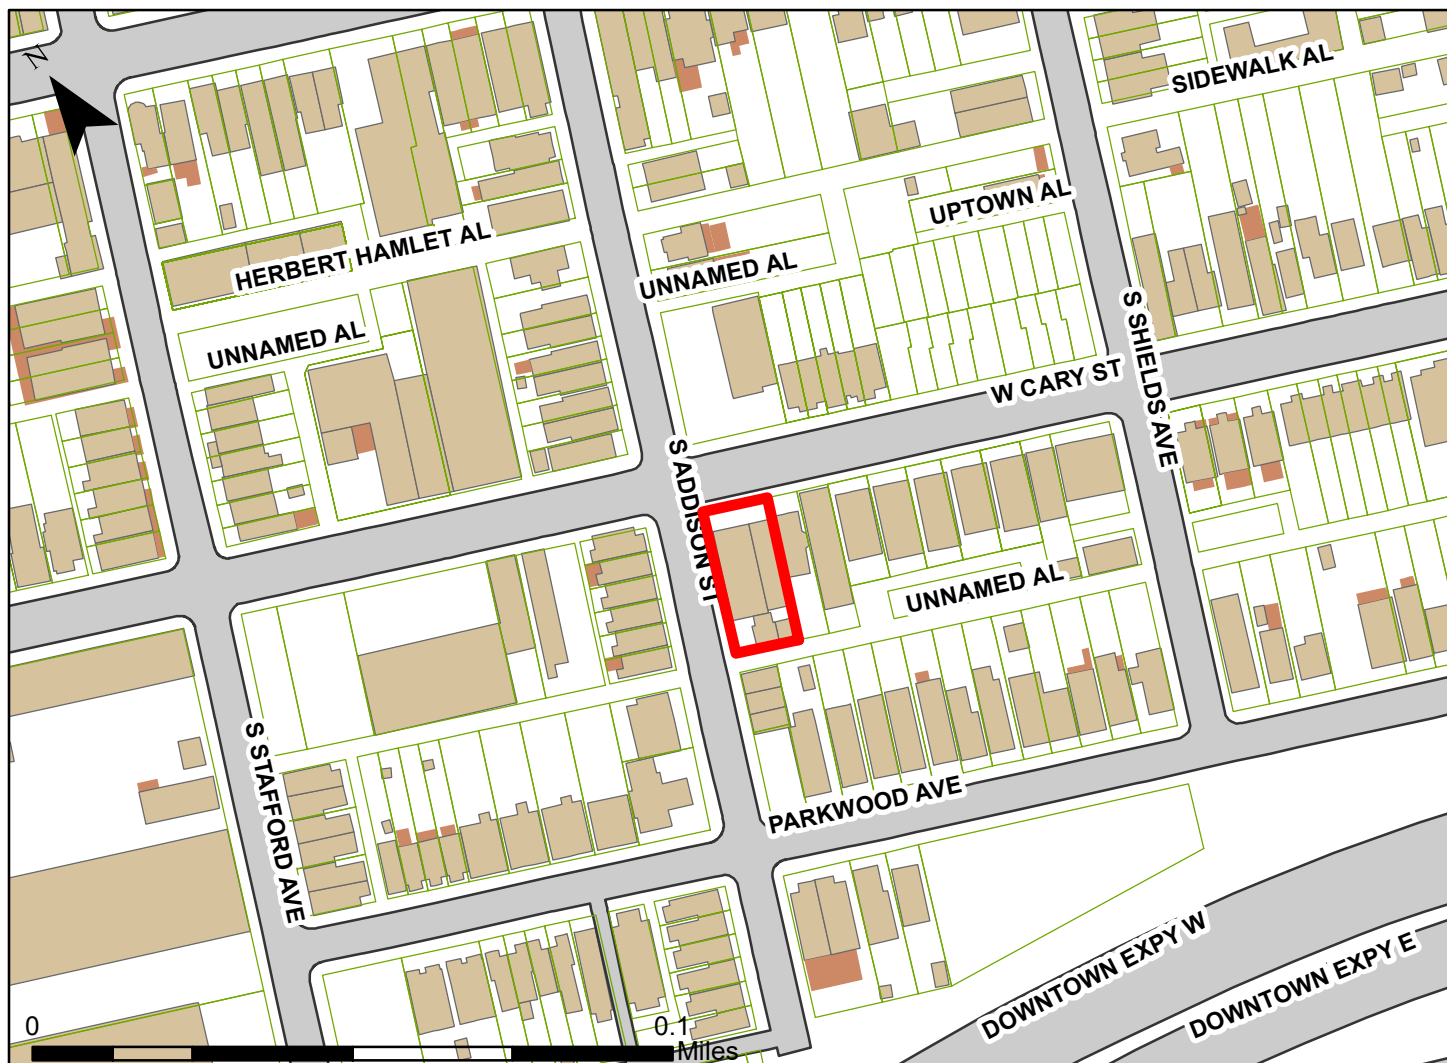 N
SIDEWALK AL
UPTOWN AL
HERBERT HAMLET AL
UNNAMED AL
UNNAMED AL
S SHIELDS AVE
W CARY ST
S ADDISON ST
UNNAMED AL
S STAFFORD AVE
PARKWOOD AVE
DOWNTOWN EXPY W
DOWNTOWN EXPY E
0
0.1
Miles